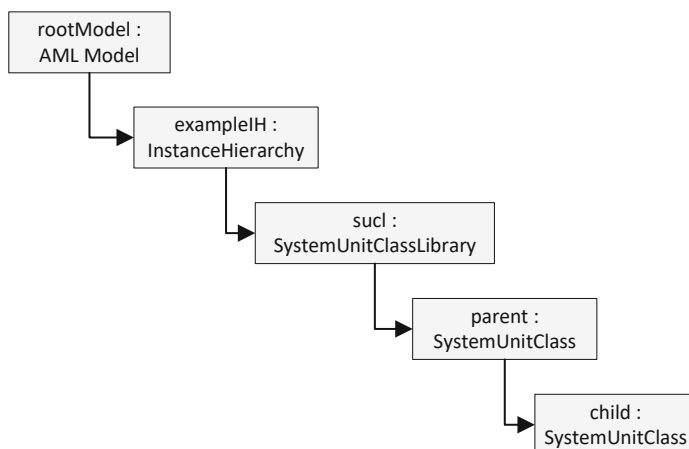 rootModel :
AML Model
exampleIH :
InstanceHierarchy
sucl :
SystemUnitClassLibrary
parent :
SystemUnitClass
child :
SystemUnitClass